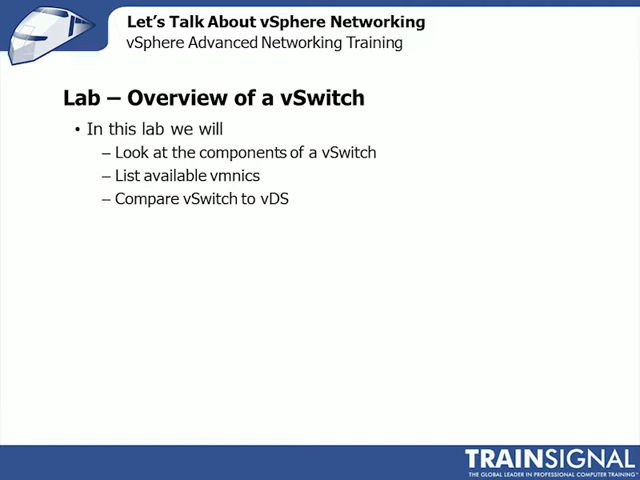 Let's Talk About vSphere Networking
vSphere Advanced Networking Training
Lab – Overview of a vSwitch
• In this lab we will
– Look at the components of a vSwitch
– List available vmnics
– Compare vSwitch to vDS
TRAINSIGNAL
THE GLOBAL LEADER IN PROFESSIONAL COMPUTER TRAINING